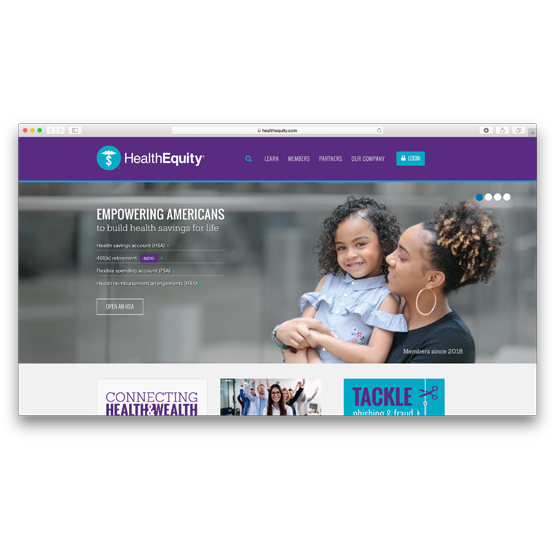 healthequity.com
HealthEquity
LEARN MEMBERS PARTNERS OUR COMPANY LOGIN
EMPOWERING AMERICANS
to build health savings for life
Health savings account (HSA)
401(k) retirement NEW
Flexible spending account (FSA)
Health reimbursement arrangements (HRA)
OPEN AN HSA
Members since 2018
CONNECTING
HEALTH&WEALTH
TACKLE
phishing & fraud